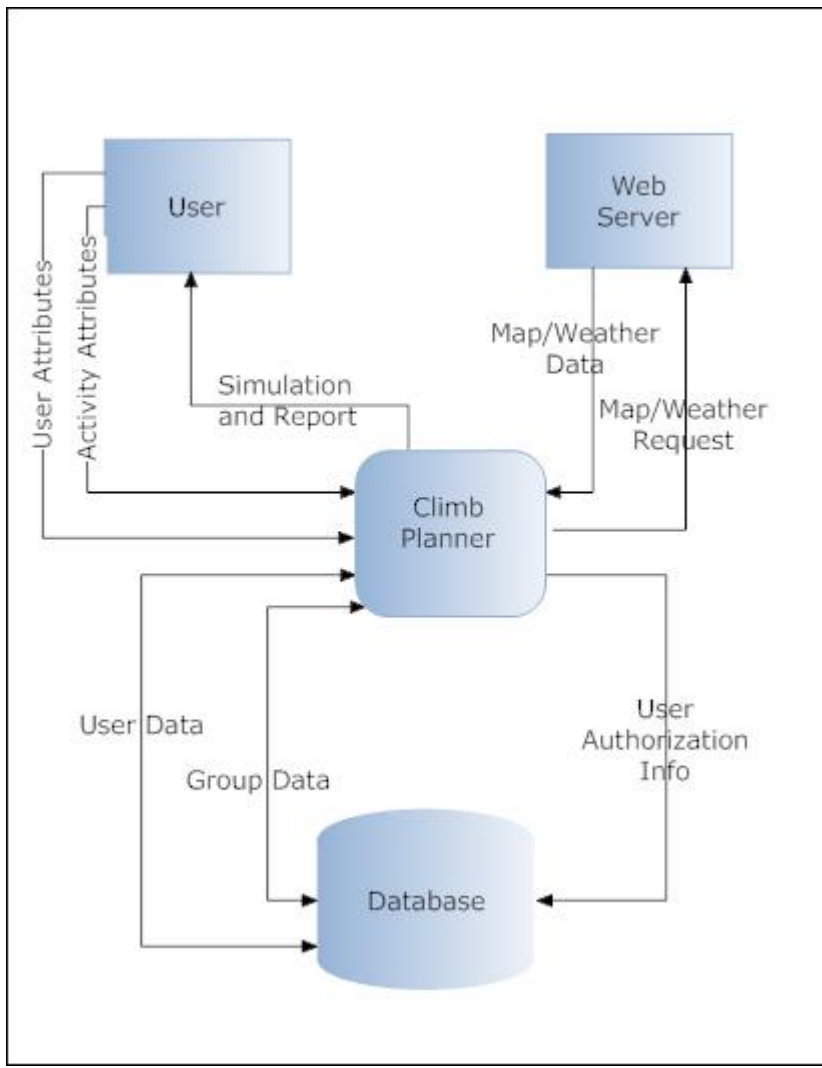 User
Web
Server
User Attributes
Activity Attributes
Map/Weather
Data
Simulation
and Report
Map/Weather
Request
Climb
Planner
User Data
User
Authorization
Info
Group Data
Database